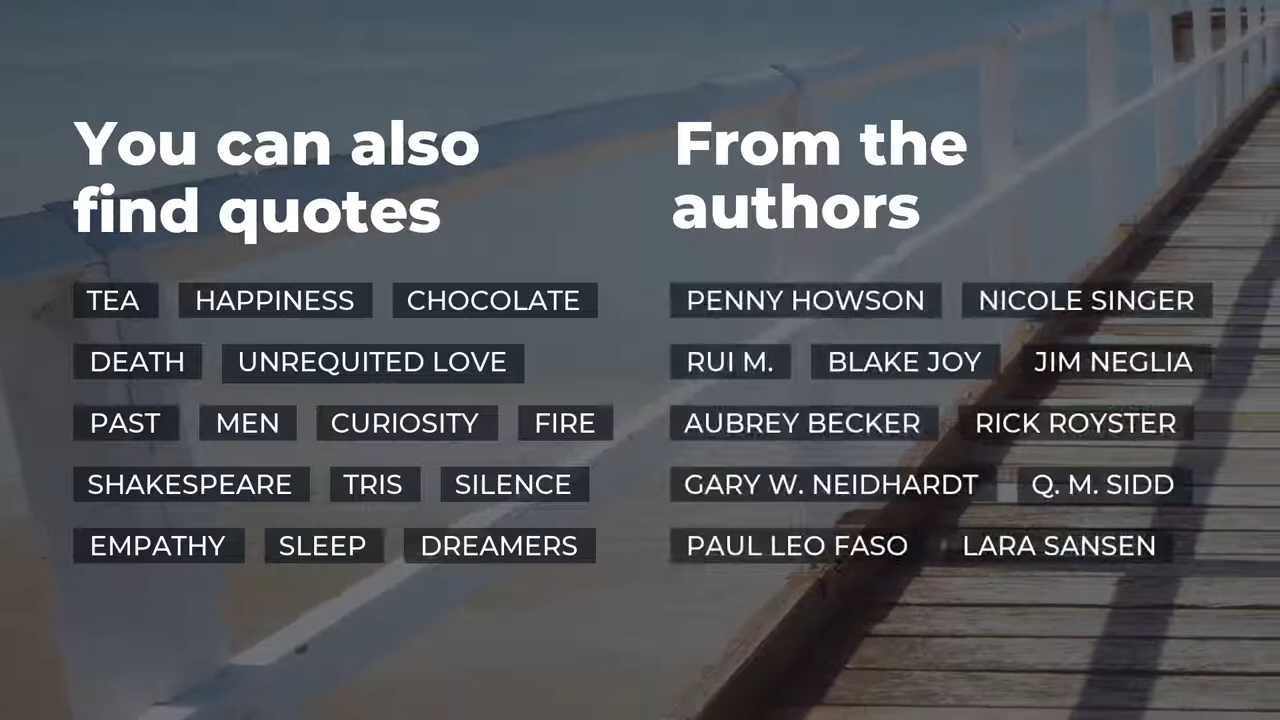 You can also
find quotes
TEA HAPPINESS CHOCOLATE
DEATH UNREQUITED LOVE
PAST MEN CURIOSITY FIRE
SHAKESPEARE TRIS SILENCE
EMPATHY SLEEP DREAMERS
From the
authors
PENNY HOWSON NICOLE SINGER
RUI M. BLAKE JOY JIM NEGLIA
AUBREY BECKER RICK ROYSTER
GARY W. NEIDHARDT Q. M. SIDD
PAUL LEO FASO LARA SANSEN